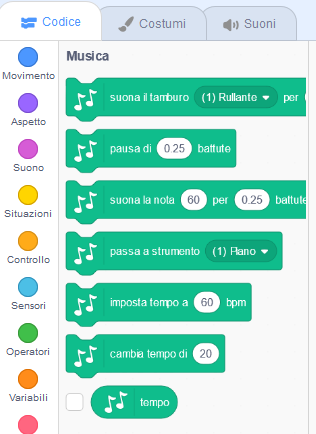 Codice
Costumi
Suoni
Movimento
Aspetto
Suono
Situazioni
Controllo
Sensori
Operatori
Variabili
Musica
suona il tamburo (1) Rullante per
pausa di 0.25 battute
suona la nota 60 per 0.25 battute
passa a strumento (1) Piano
imposta tempo a 60 bpm
cambia tempo di 20
tempo